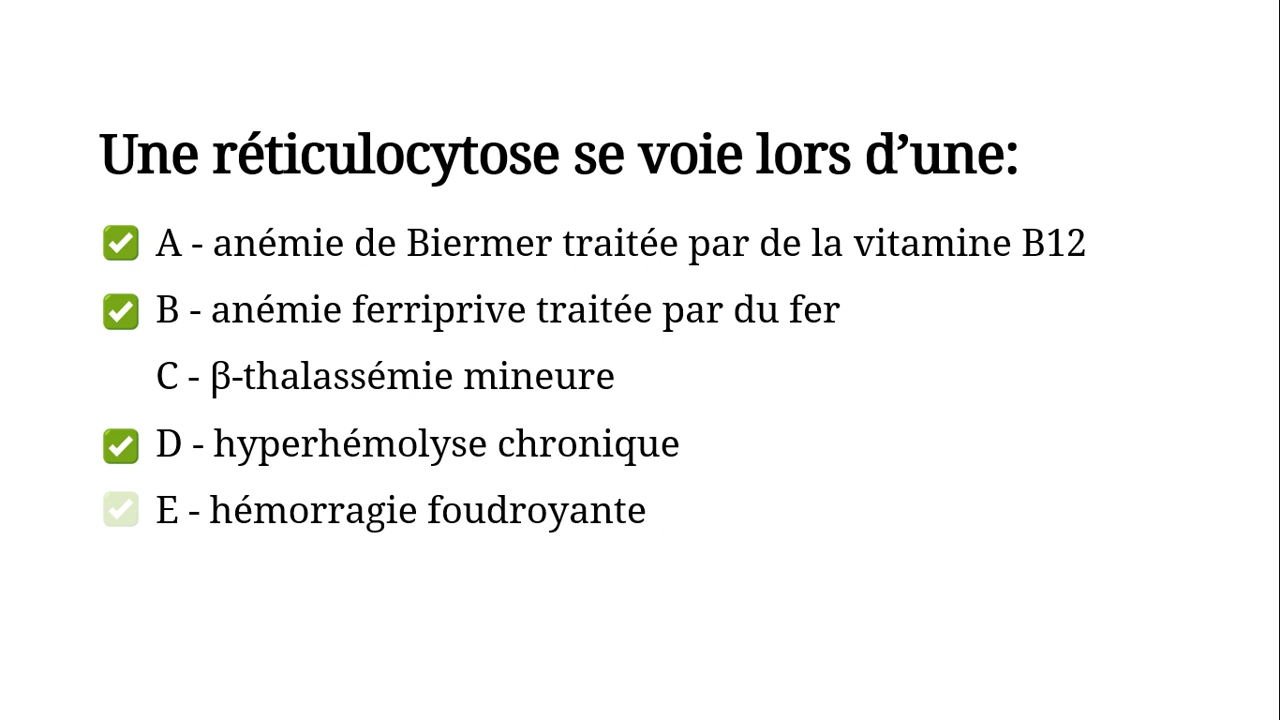 Une réticulocytose se voie lors d’une:
✅ A - anémie de Biermer traitée par de la vitamine B12
✅ B - anémie ferriprive traitée par du fer
C - β-thalassémie mineure
✅ D - hyperhémolyse chronique
✅ E - hémorragie foudroyante